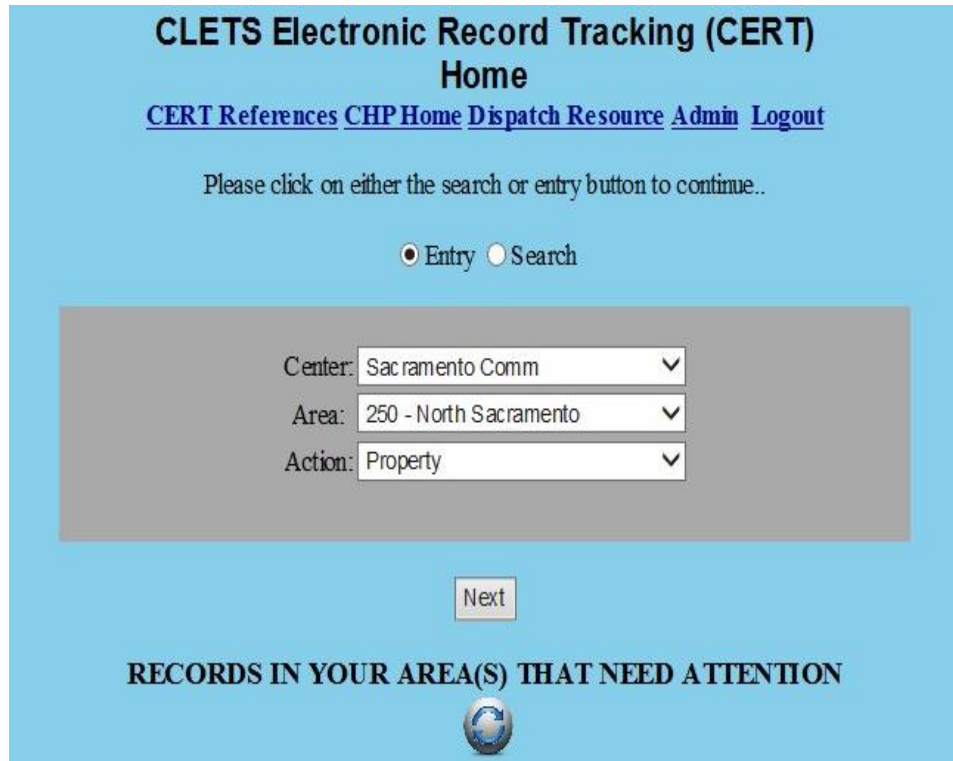 CLETS Electronic Record Tracking (CERT)
Home
CERT References CHP Home Dispatch Resource Admin Logout
Please click on either the search or entry button to continue..
Entry Search
Center: Sacramento Comm
Area: 250 - North Sacramento
Action: Property
Next
RECORDS IN YOUR AREA(S) THAT NEED ATTENTION